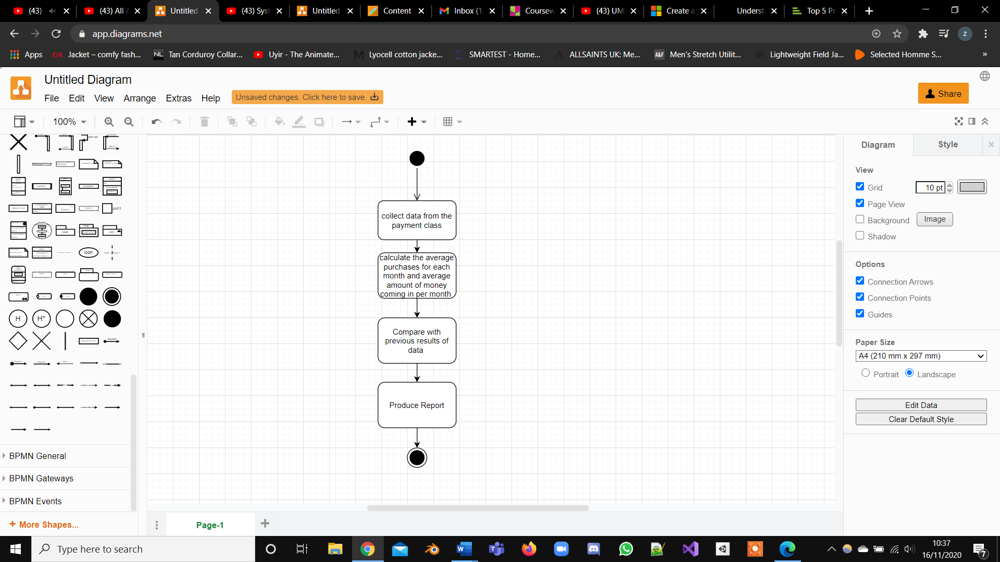 (43)
(43) All
Untitled
(43) Syst
Untitled
Content
Inbox (1
Coursew
(43) UM
Create a
Underst
Top 5 Pr
app.diagrams.net
z
Apps
Jacket – comfy fash...
NL
Tan Corduroy Collar...
Uyir - The Animate...
Lyocell cotton jacke...
SMARTEST - Home...
ALLSAINTS UK: Me...
A&F
Men's Stretch Utilit...
Lightweight Field Ja...
Selected Homme S...
»
Untitled Diagram
File
Edit
View
Arrange
Extras
Help
Unsaved changes. Click here to save.
Share
100%
self call
port1
icon
H
H*
dispatch
BPMN General
BPMN Gateways
BPMN Events
+ More Shapes...
collect data from the
payment class
calculate the average
purchases for each
month and average
amount of money
coming in per month
Compare with
previous results of
data
Produce Report
Page-1
Diagram
Style
View
Grid
10 pt
Page View
Background
Image
Shadow
Options
Connection Arrows
Connection Points
Guides
Paper Size
A4 (210 mm x 297 mm)
Portrait
Landscape
Edit Data
Clear Default Style
Type here to search
10:37
16/11/2020
7